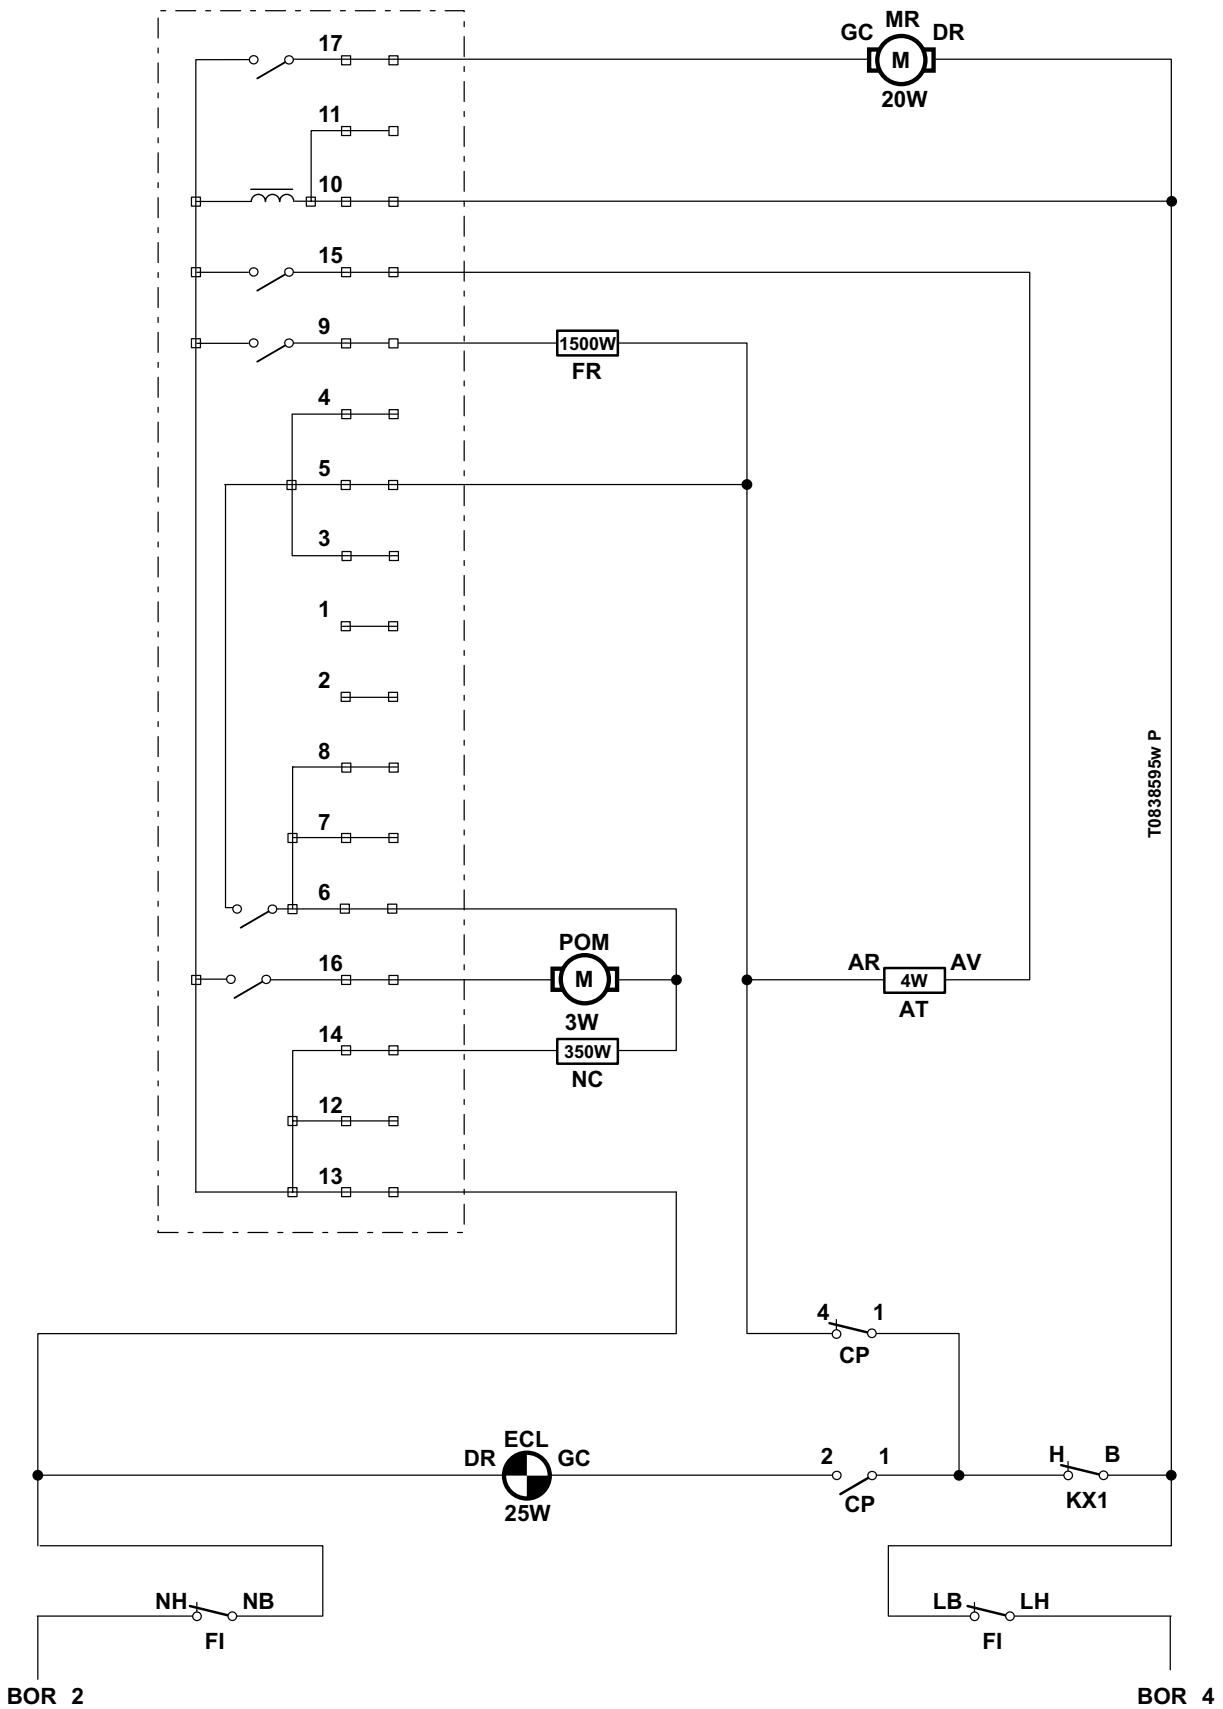 MR
17 GC M DR
20W
11
10
15
9
1500W
FR
4
5
3
1
2
8
T0838595w P
7
6
POM
16 M AR 4W AV
3W AT
14 350W
NC
12
13
4 1
CP
ECL
DR GC 2 1 H B
25W CP KX1
NH NB LB LH
FI FI
BOR 2 BOR 4